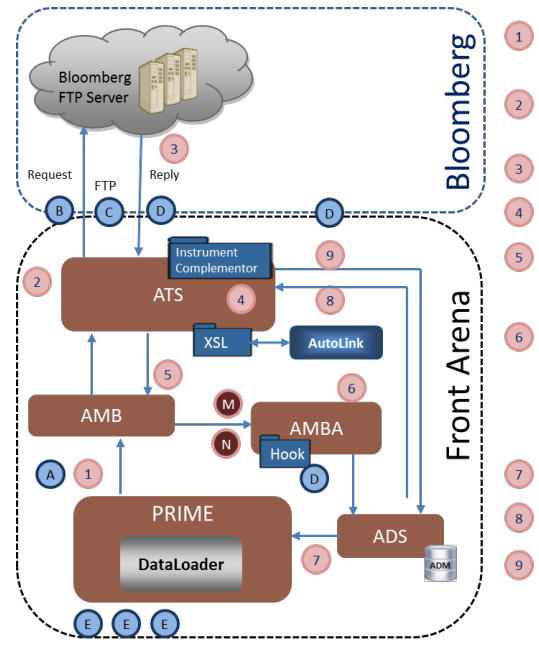 Bloomberg
FTP Server
Bloomberg
1
2
3
3
Request
FTP
Reply
B
C
D
D
4
Instrument
Complementor
9
5
2
ATS
4
8
XSL
AutoLink
Front Arena
6
5
6
M
AMB
AMBA
N
Hook
A
1
D
7
PRIME
8
ADS
DataLoader
7
ADM
9
E
E
E